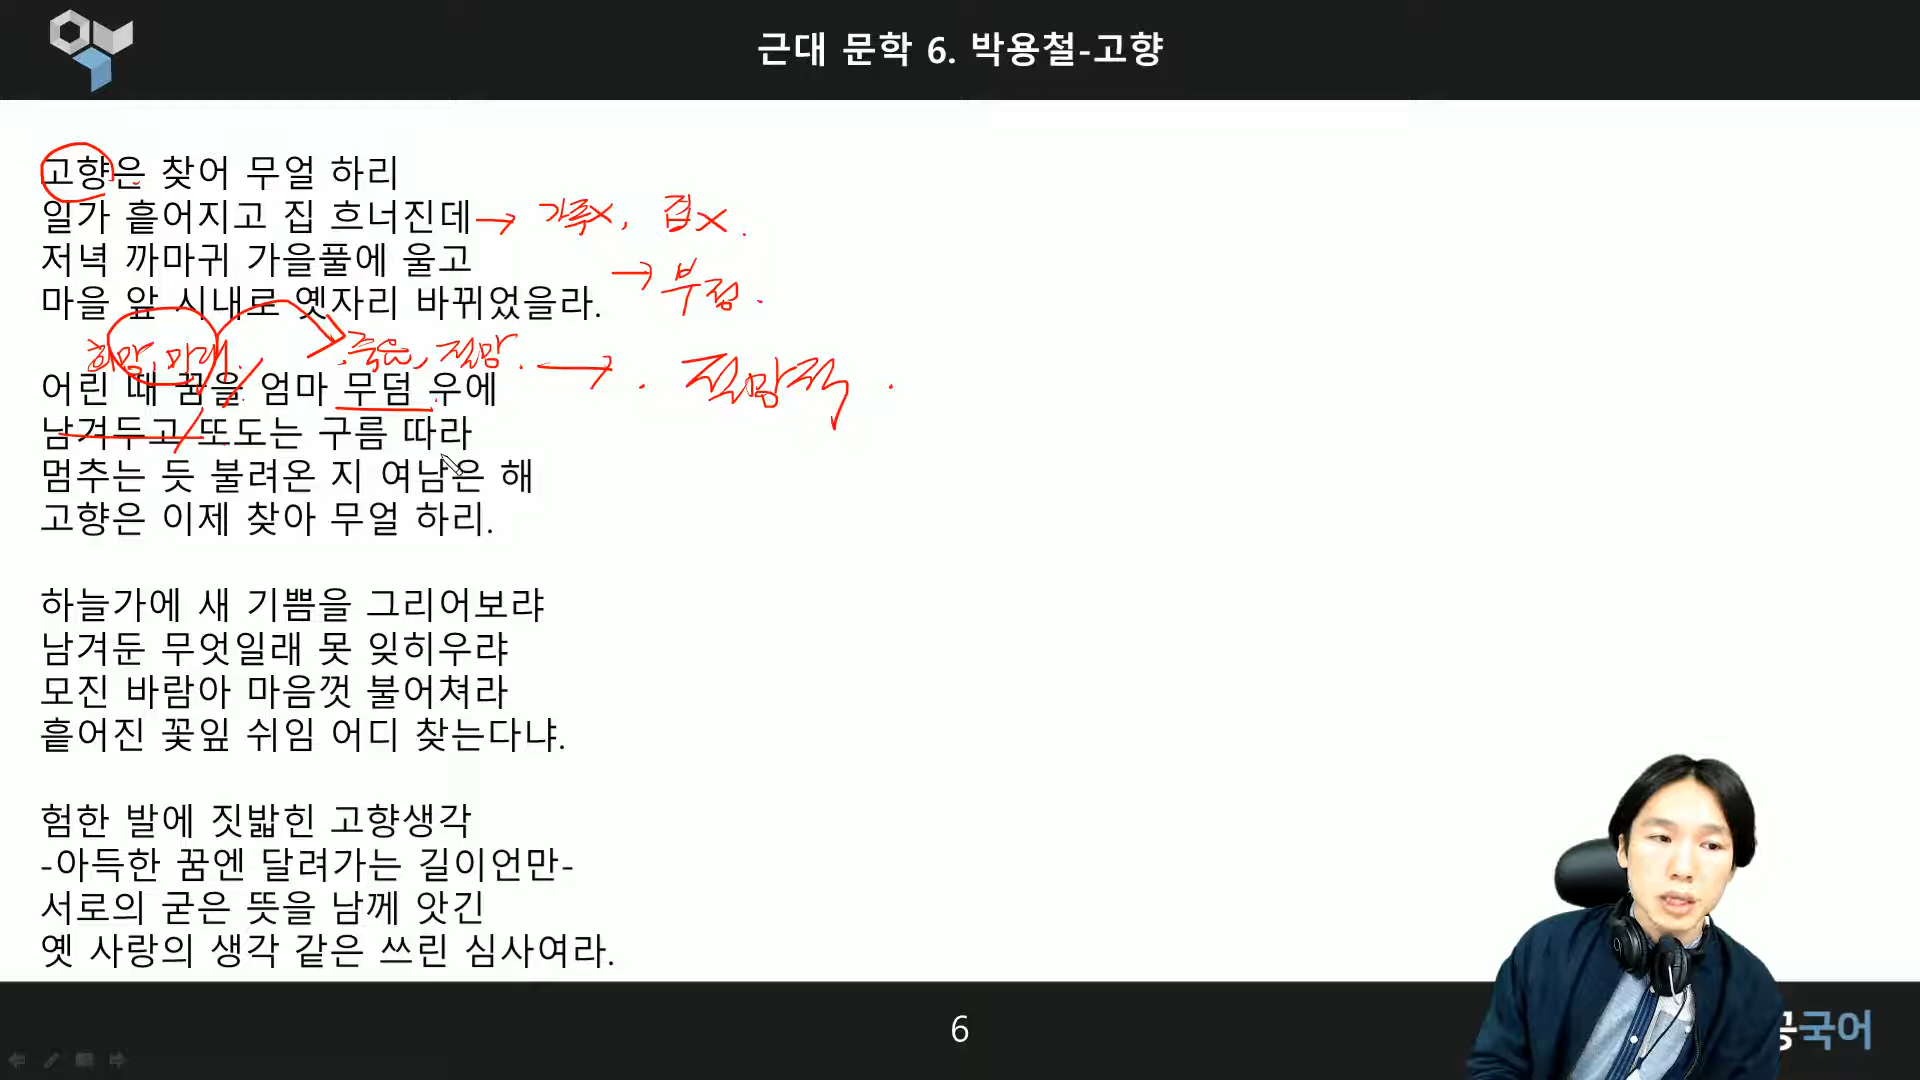 근대 문학 6. 박용철-고향
고향은 찾어 무얼 하리
일가 흩어지고 집 흐너진데
가족X, 집X.
저녁 까마귀 가을풀에 울고
부정.
마을 앞 시내로 옛자리 바뀌었을라.
희망, 미래.
죽음, 절망.
절망적
어린 때 꿈을 엄마 무덤 우에
남겨두고 또도는 구름 따라
멈추는 듯 불려온 지 여남은 해
고향은 이제 찾아 무얼 하리.
하늘가에 새 기쁨을 그리어보랴
남겨둔 무엇일래 못 잊히우랴
모진 바람아 마음껏 불어쳐라
흩어진 꽃잎 쉬임 어디 찾는다냐.
험한 발에 짓밟힌 고향생각
-아득한 꿈엔 달려가는 길이언만-
서로의 굳은 뜻을 남께 앗긴
옛 사랑의 생각 같은 쓰린 심사여라.
6
국어